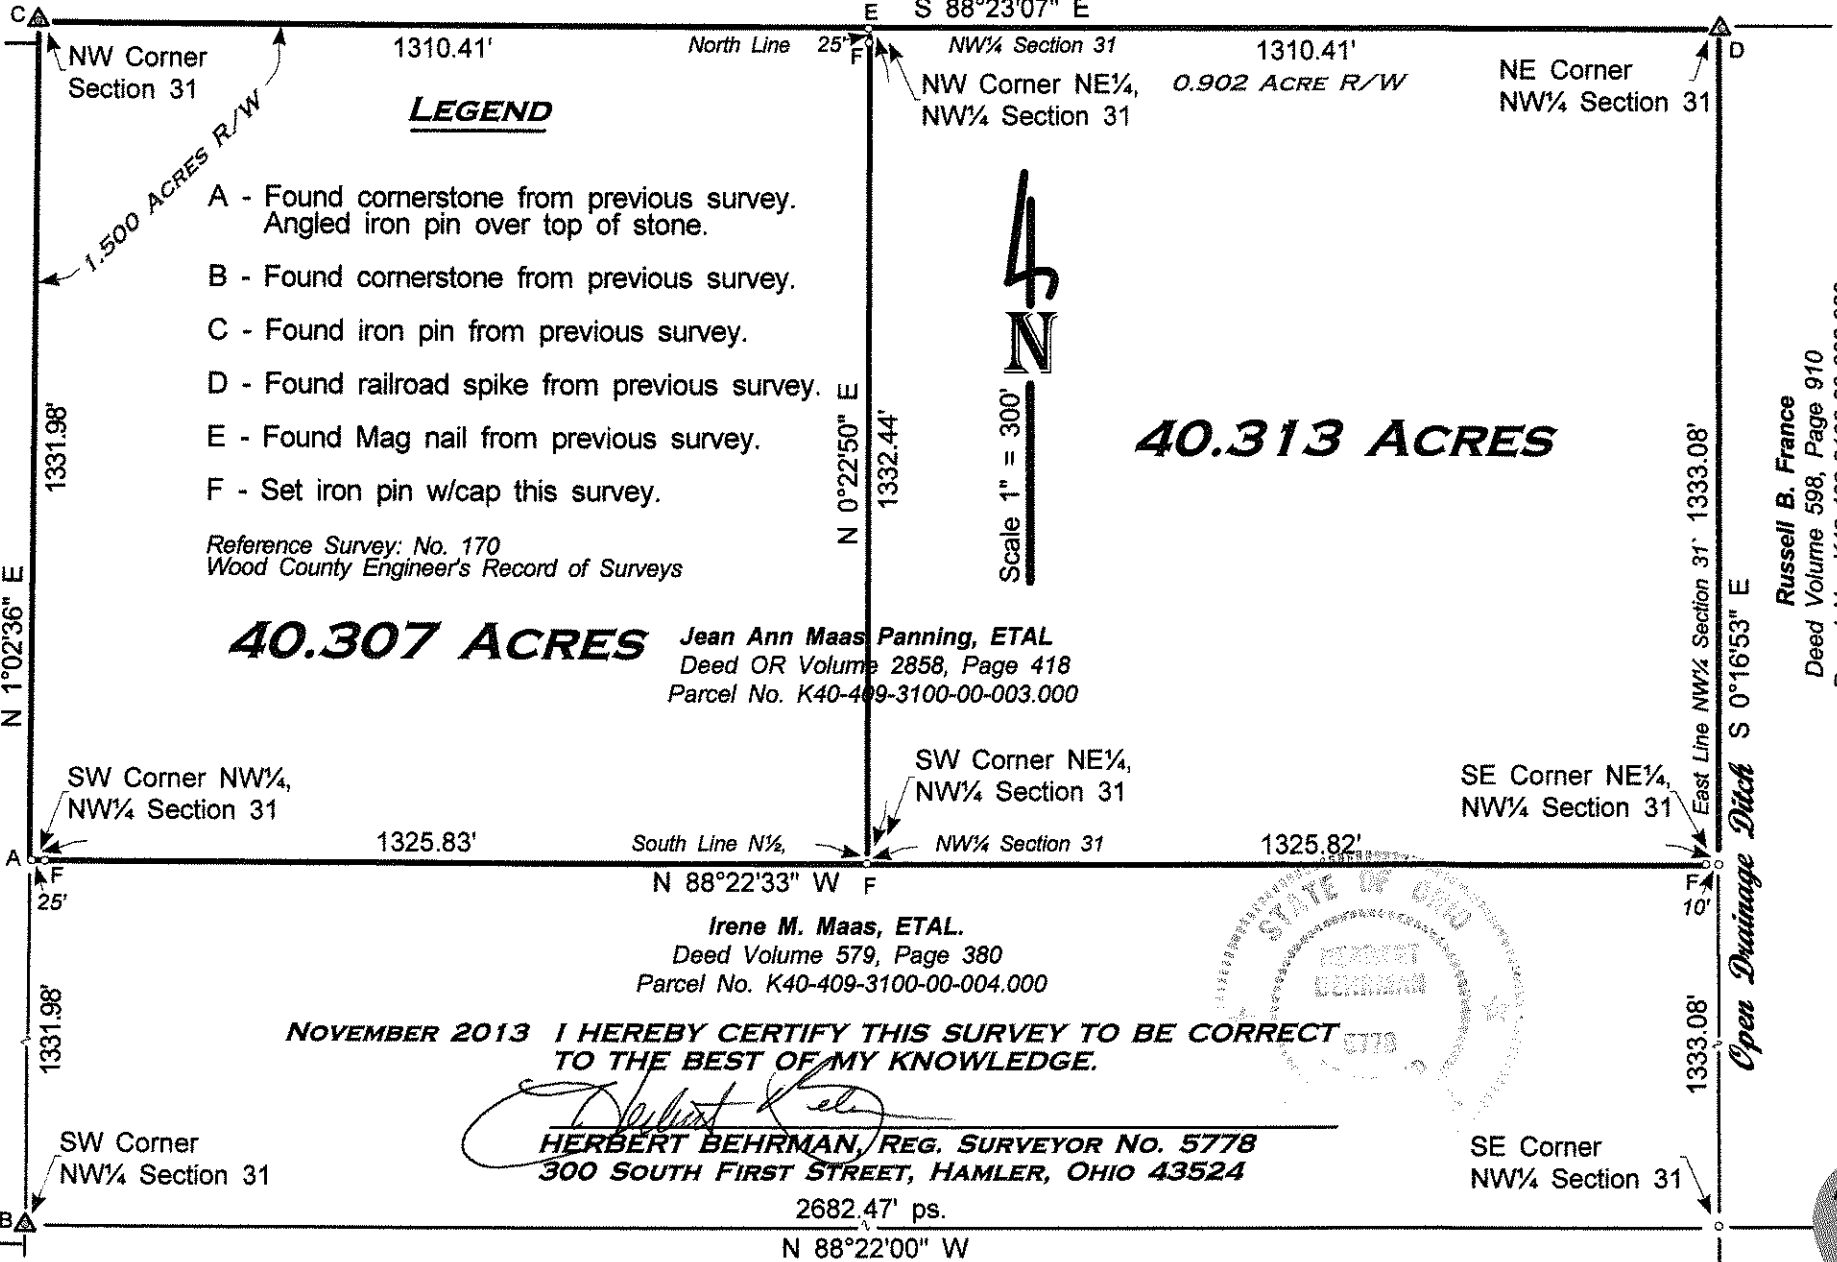 C
E
S 88°23'07" E
1310.41'
North Line
25'
F
NW¼ Section 31
1310.41'
D
NW Corner
Section 31
NW Corner NE¼,
NW¼ Section 31
0.902 ACRE R/W
NE Corner
NW¼ Section 31
1.500 ACRES R/W
LEGEND
A - Found cornerstone from previous survey.
Angled iron pin over top of stone.
B - Found cornerstone from previous survey.
C - Found iron pin from previous survey.
D - Found railroad spike from previous survey.
E - Found Mag nail from previous survey.
F - Set iron pin w/cap this survey.
Reference Survey: No. 170
Wood County Engineer's Record of Surveys
N 1°02'36" E
1331.98'
N 0°22'50" E
1332.44'
N
Scale 1" = 300'
40.313 ACRES
40.307 ACRES
Jean Ann Maas Panning, ETAL
Deed OR Volume 2858, Page 418
Parcel No. K40-409-3100-00-003.000
East Line NW¼ Section 31
1333.08'
S 0°16'53" E
Open Drainage Ditch
Russell B. France
Deed Volume 598, Page 910
SW Corner NW¼,
NW¼ Section 31
SW Corner NE¼,
NW¼ Section 31
SE Corner NE¼,
NW¼ Section 31
A
F
25'
1325.83'
South Line N½,
NW¼ Section 31
1325.82'
N 88°22'33" W
F
F
10'
Irene M. Maas, ETAL.
Deed Volume 579, Page 380
Parcel No. K40-409-3100-00-004.000
STATE OF OHIO
HERBERT
BEHRMAN
5778
1331.98'
1333.08'
NOVEMBER 2013 I HEREBY CERTIFY THIS SURVEY TO BE CORRECT
TO THE BEST OF MY KNOWLEDGE.
HERBERT BEHRMAN, REG. SURVEYOR NO. 5778
300 SOUTH FIRST STREET, HAMLER, OHIO 43524
SW Corner
NW¼ Section 31
SE Corner
NW¼ Section 31
B
2682.47' ps.
N 88°22'00" W